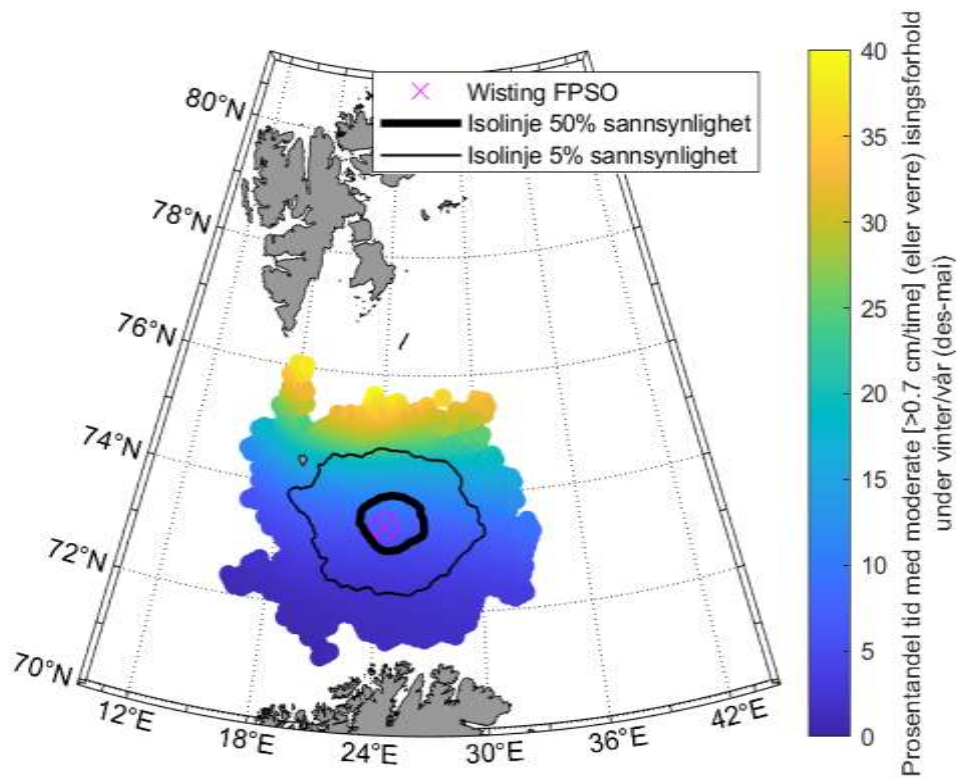 Wisting FPSO
Isolinje 50% sannsynlighet
Isolinje 5% sannsynlighet
80°N
78°N
76°N
74°N
72°N
70°N
12°E
18°E
24°E
30°E
36°E
42°E
40
35
30
25
20
15
10
5
0
Prosentandel tid med moderate [>0.7 cm/time] (eller verre) isingsforhold
under vinter/vår (des-mai)